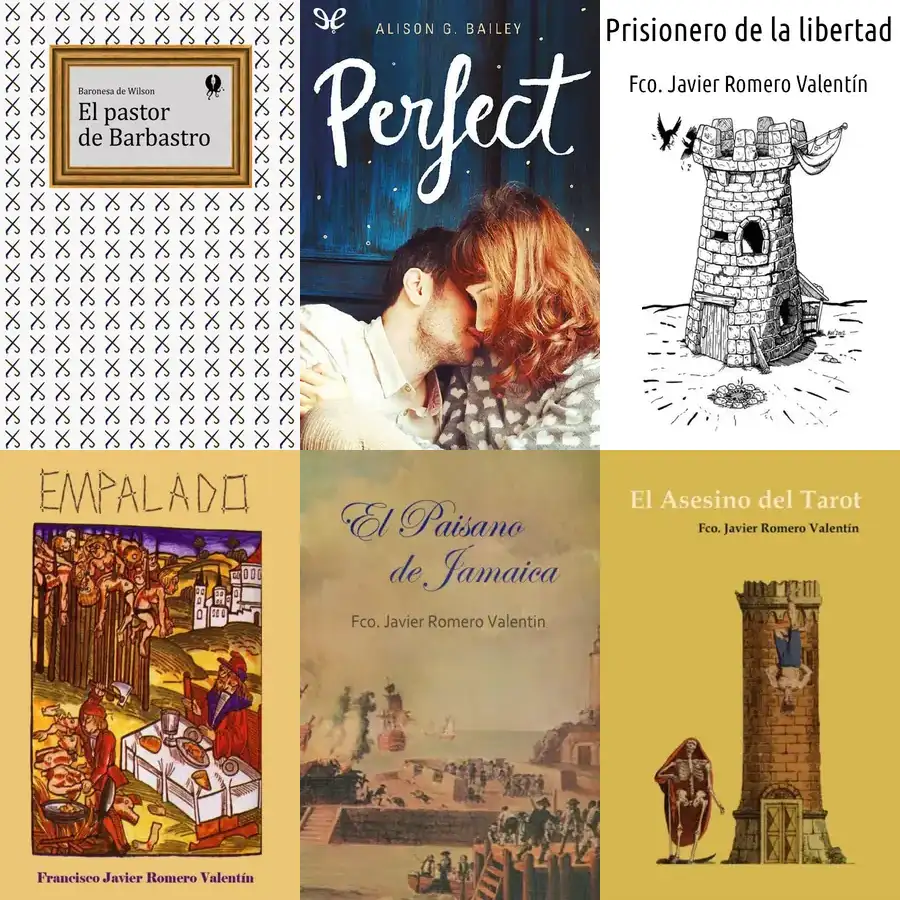 Baronesa de Wilson
El pastor
de Barbastro
ALISON G. BAILEY
Perfect
Prisionero de la libertad
Fco. Javier Romero Valentín
EMPALADO
Francisco Javier Romero Valentín
El Paisano
de Jamaica
Fco. Javier Romero Valentín
El Asesino del Tarot
Fco. Javier Romero Valentín